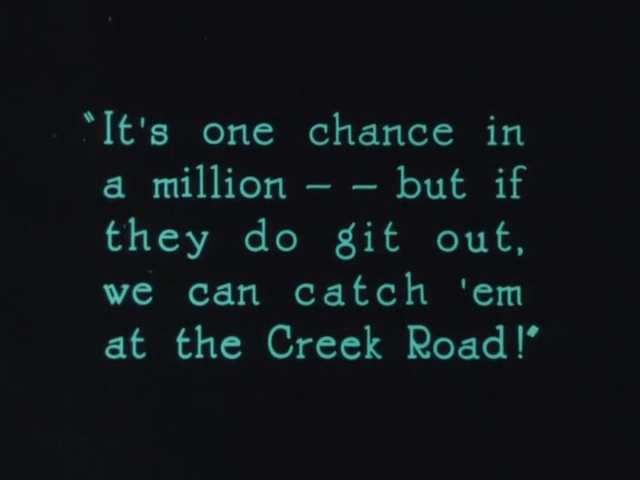 "It's one chance in
a million – – but if
they do git out,
we can catch 'em
at the Creek Road!"